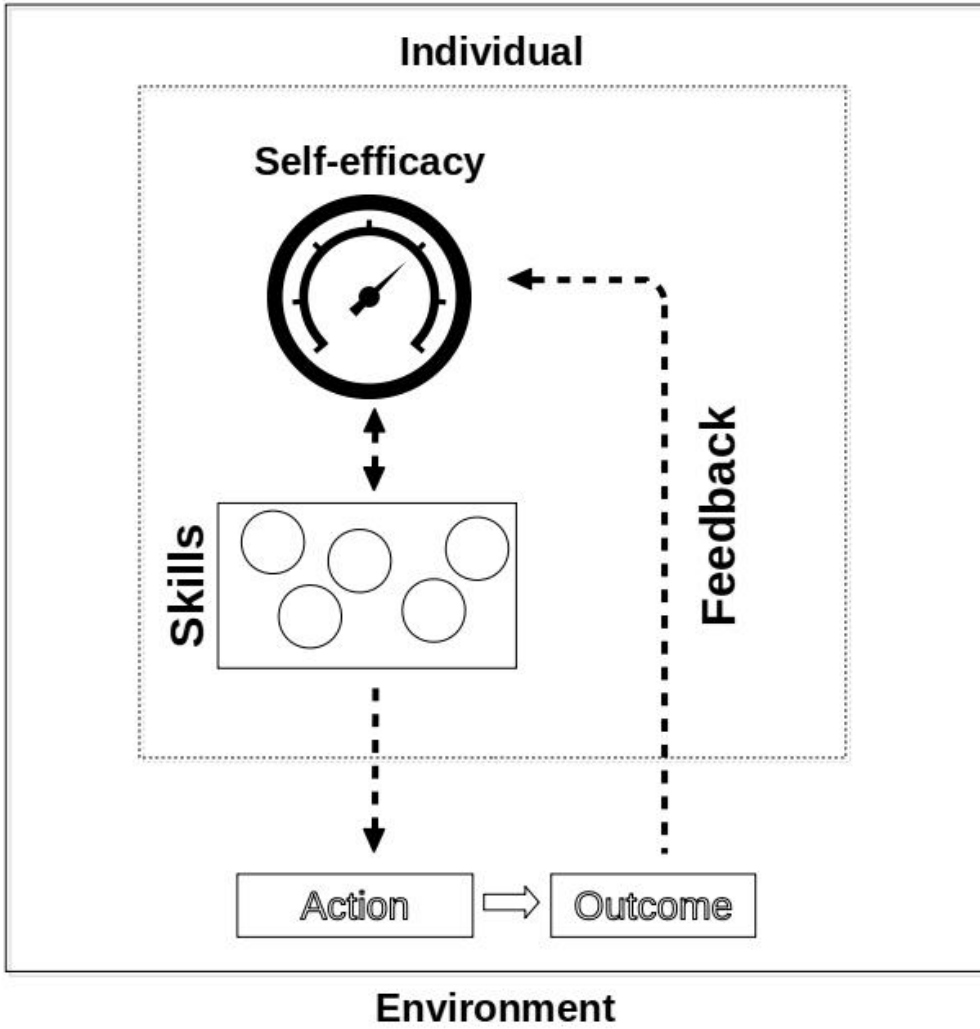 Individual
Self-efficacy
Skills
Feedback
Action
Outcome
Environment